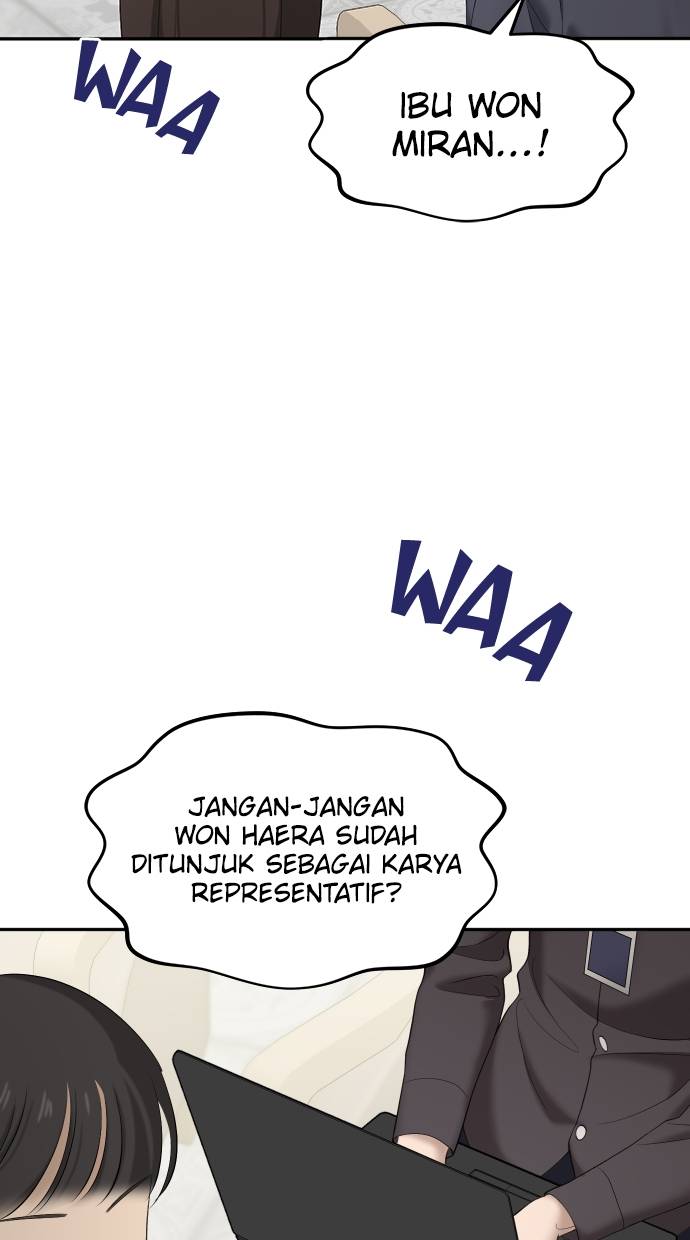 WAA
IBU WON
MIRAN...!
WAA
JANGAN-JANGAN
WON HAERA SUDAH
DITUNJUK SEBAGAI KARYA
REPRESENTATIF?